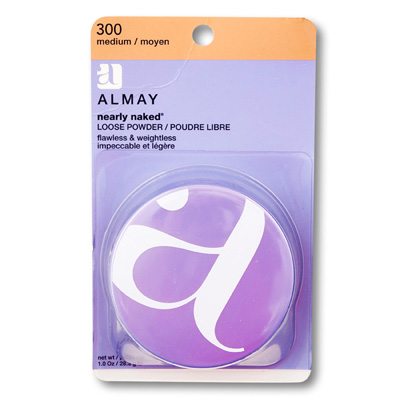 300
medium / moyen
a
ALMAY
nearly naked®
LOOSE POWDER / POUDRE LIBRE
flawless & weightless
impeccable et légère
a
net wt
1.0 Oz / 28.